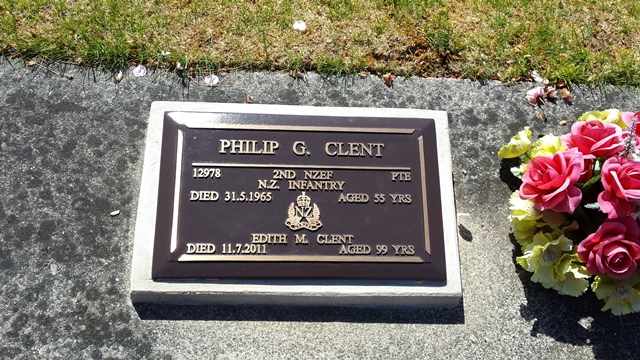 PHILIP G. CLENT
12978 2ND NZEF PTE
N.Z. INFANTRY
DIED 31.5.1965 AGED 55 YRS
NZ
EDITH M. CLENT
DIED 11.7.2011 AGED 99 YRS